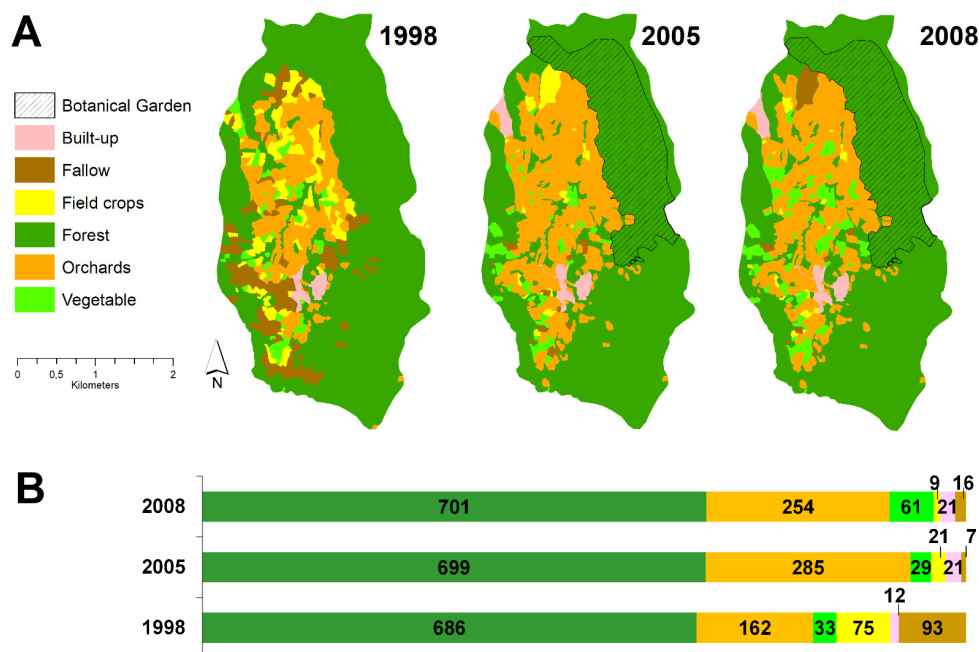 A
1998
2005
2008
Botanical Garden
Built-up
Fallow
Field crops
Forest
Orchards
Vegetable
0 0,5 1 2
Kilometers
N
B
2008 701 254 61 9 21 16
2005 699 285 29 21 21 7
1998 686 162 33 75 12 93